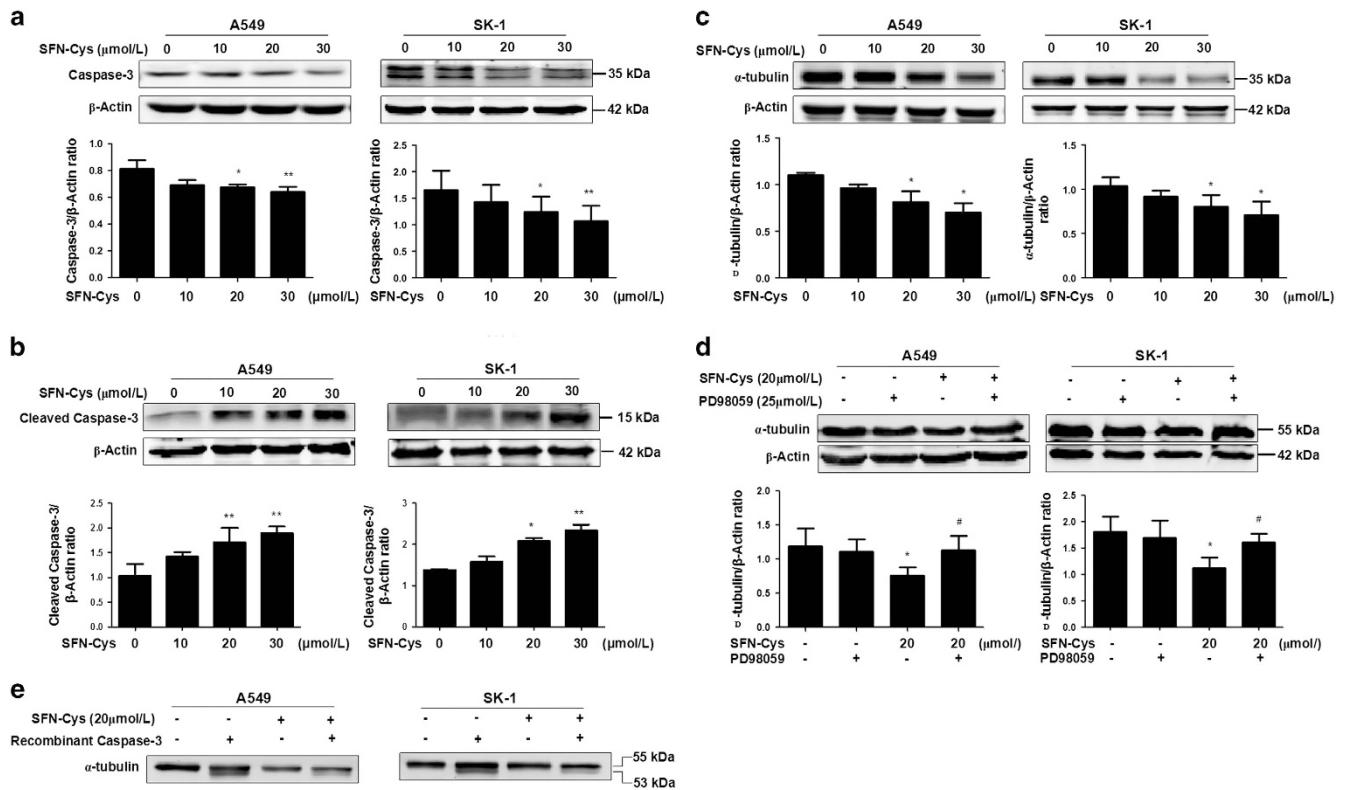 a
A549
SK-1
SFN-Cys (μmol/L) 0 10 20 30 0 10 20 30
Caspase-3 35 kDa
β-Actin 42 kDa
Caspase-3/β-Actin ratio
1.0
0.8
0.6
0.4
0.2
0.0
* **
SFN-Cys 0 10 20 30 (μmol/L)
Caspase-3/β-Actin ratio
2.5
2.0
1.5
1.0
0.5
0.0
* **
SFN-Cys 0 10 20 30 (μmol/L)
b
A549
SK-1
SFN-Cys (μmol/L) 0 10 20 30 0 10 20 30
Cleaved Caspase-3 15 kDa
β-Actin 42 kDa
Cleaved Caspase-3/
β-Actin ratio
2.5
2.0
1.5
1.0
0.5
0.0
** **
SFN-Cys 0 10 20 30 (μmol/L)
Cleaved Caspase-3/
β-Actin ratio
3
2
1
0
* **
SFN-Cys 0 10 20 30 (μmol/L)
c
A549
SK-1
SFN-Cys (μmol/L) 0 10 20 30 0 10 20 30
α-tubulin 35 kDa
β-Actin 42 kDa
α-tubulin/β-Actin ratio
1.5
1.0
0.5
0.0
* *
SFN-Cys 0 10 20 30 (μmol/L)
α-tubulin/β-Actin
ratio
1.5
1.0
0.5
0.0
* *
SFN-Cys 0 10 20 30 (μmol/L)
d
A549
SK-1
SFN-Cys (20μmol/L) - - + + - - + +
PD98059 (25μmol/L) - + - + - + - +
α-tubulin 55 kDa
β-Actin 42 kDa
-tubulin/β-Actin ratio
2.0
1.5
1.0
0.5
0.0
* #
SFN-Cys - - 20 20 (μmol/)
PD98059 - + - +
-tubulin/β-Actin ratio
2.5
2.0
1.5
1.0
0.5
0.0
* #
SFN-Cys - - 20 20 (μmol/)
PD98059 - + - +
e
A549
SK-1
SFN-Cys (20μmol/L) - - + + - - + +
Recombinant Caspase-3 - + - + - + - +
α-tubulin 55 kDa
53 kDa